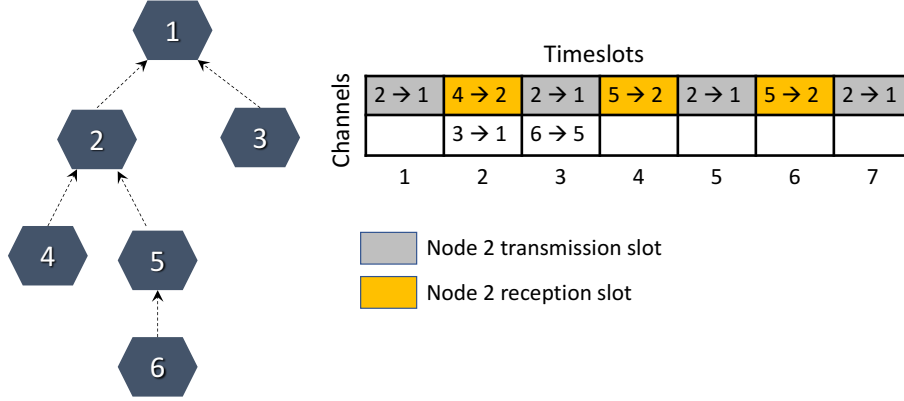 1
2
3
4
5
6
Timeslots
Channels
2 → 1 4 → 2 2 → 1 5 → 2 2 → 1 5 → 2 2 → 1
3 → 1 6 → 5
1 2 3 4 5 6 7
Node 2 transmission slot
Node 2 reception slot